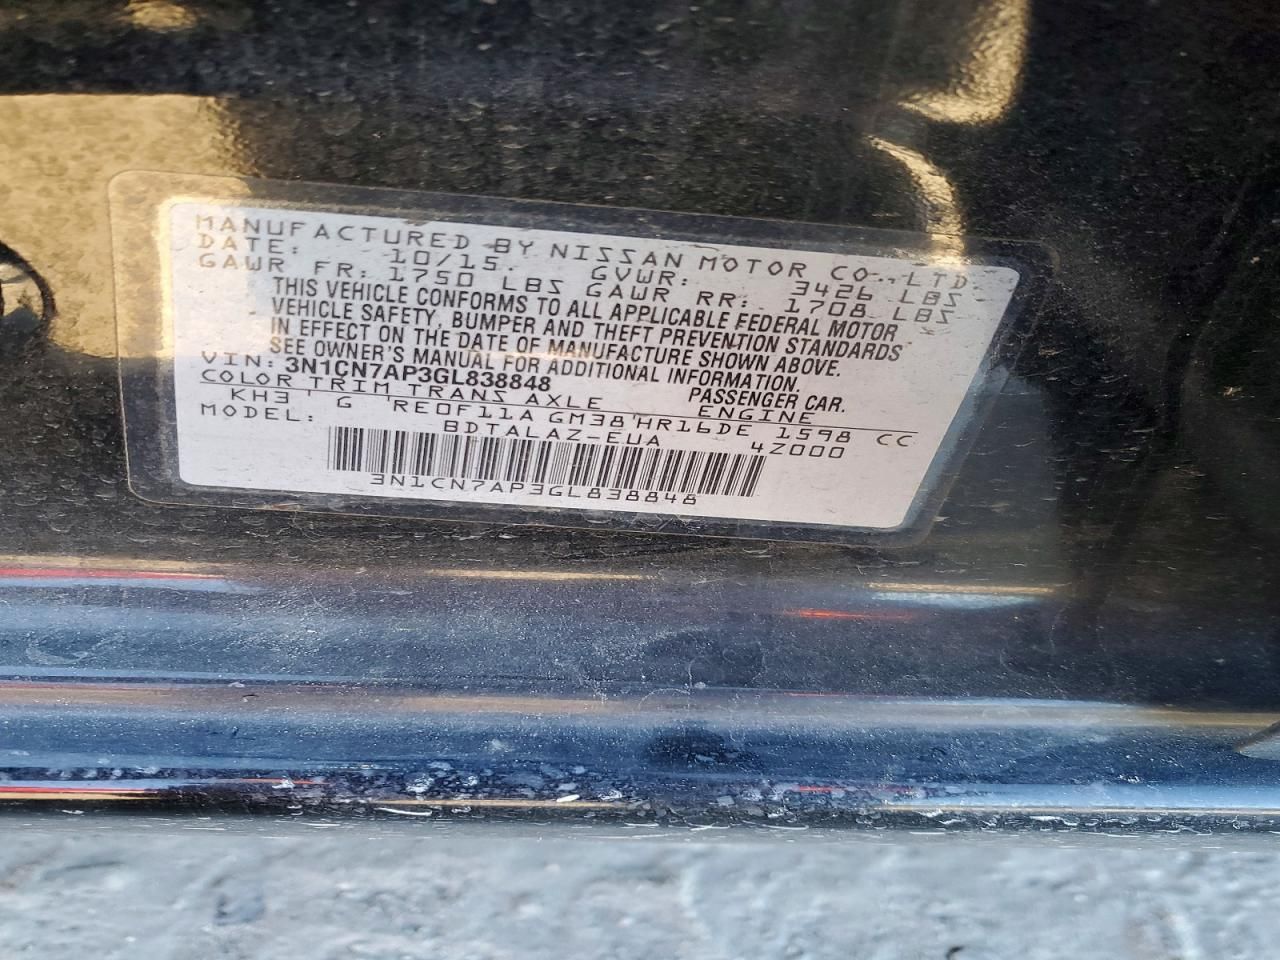 MANUFACTURED BY NISSAN MOTOR CO., LTD.
DATE: 10/15. GVWR: 3426 LBS
GAWR FR: 1750 LBS GAWR RR: 1708 LBS
THIS VEHICLE CONFORMS TO ALL APPLICABLE FEDERAL MOTOR
VEHICLE SAFETY, BUMPER AND THEFT PREVENTION STANDARDS
IN EFFECT ON THE DATE OF MANUFACTURE SHOWN ABOVE.
SEE OWNER'S MANUAL FOR ADDITIONAL INFORMATION.
VIN: 3N1CN7AP3GL838848 PASSENGER CAR.
COLOR TRIM TRANS AXLE ENGINE
KH3 G RE0F11A GM38 HR16DE 1598 CC
MODEL: BDTALAZ-EUA 4Z000
3N1CN7AP3GL838848